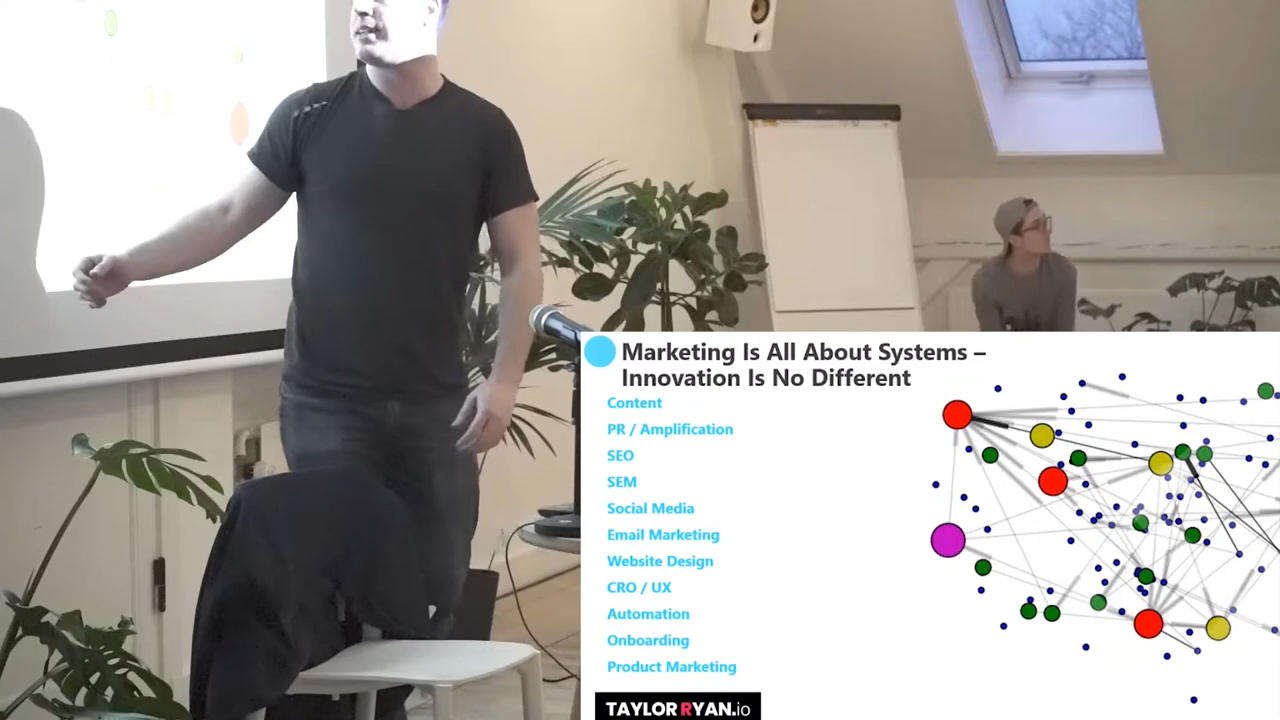 Marketing Is All About Systems –
Innovation Is No Different
Content
PR / Amplification
SEO
SEM
Social Media
Email Marketing
Website Design
CRO / UX
Automation
Onboarding
Product Marketing
TAYLORRYAN.io